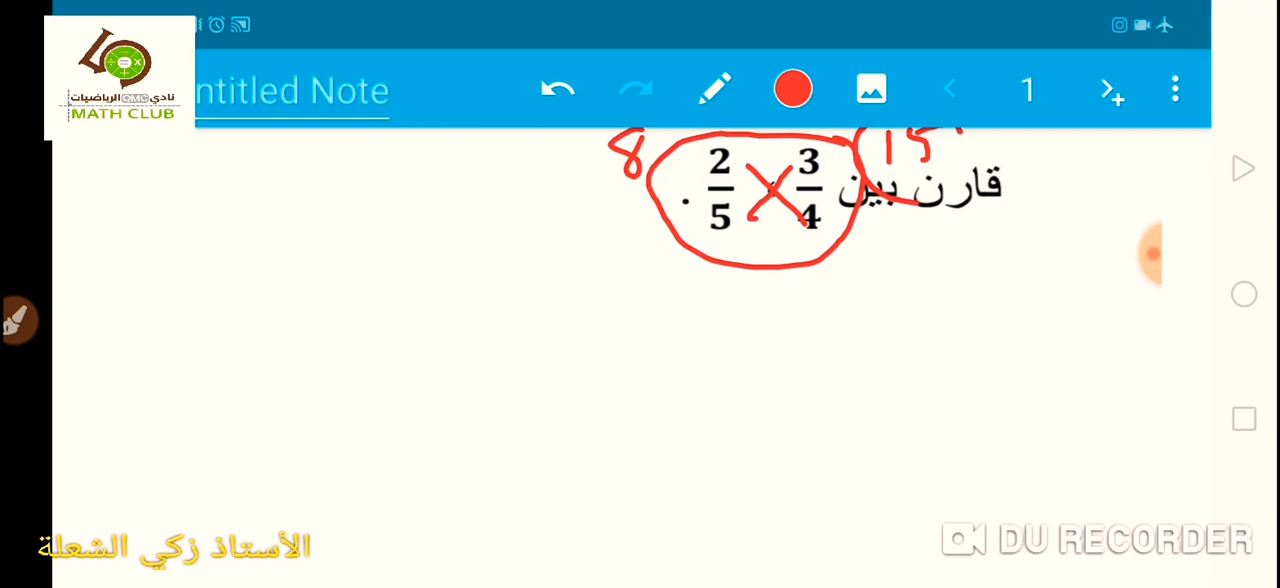 نادي QMC الرياضيات
MATH CLUB
ntitled Note
1
8 15
قارن بين 3/4 ، 2/5 .
الأستاذ زكي الشعلة
DU RECORDER